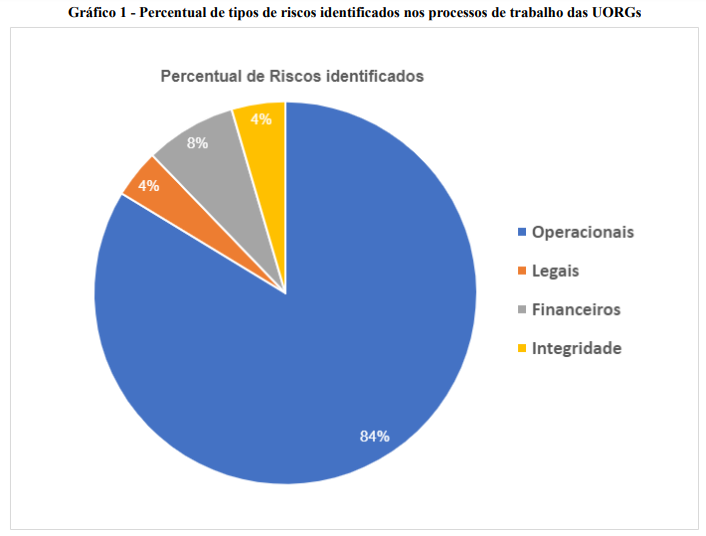 Gráfico 1 - Percentual de tipos de riscos identificados nos processos de trabalho das UORGs
Percentual de Riscos identificados
4%
8%
4%
Operacionais
Legais
Financeiros
Integridade
84%